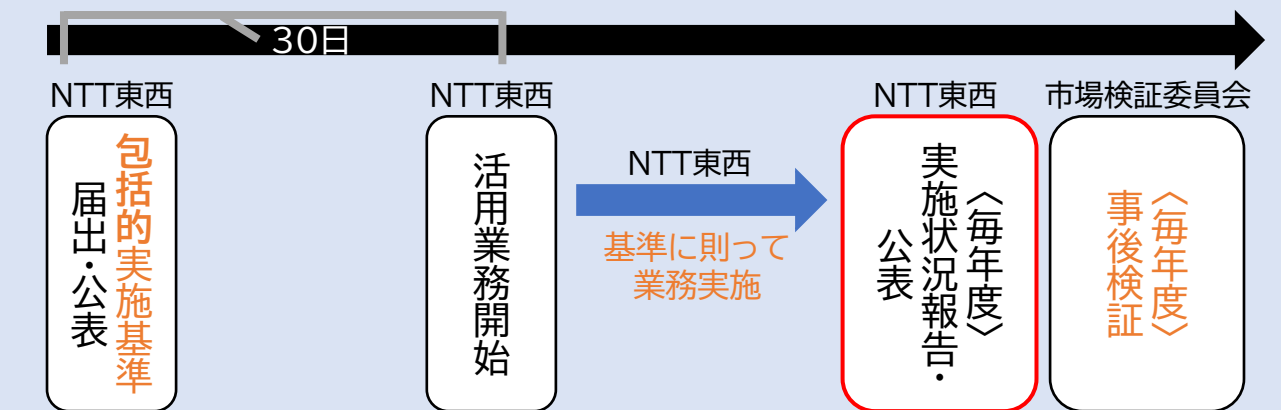 30日
NTT東西
包括的実施基準
届出・公表
NTT東西
活用業務開始
NTT東西
基準に則って
業務実施
NTT東西
〈毎年度〉
実施状況報告・
公表
市場検証委員会
〈毎年度〉
事後検証